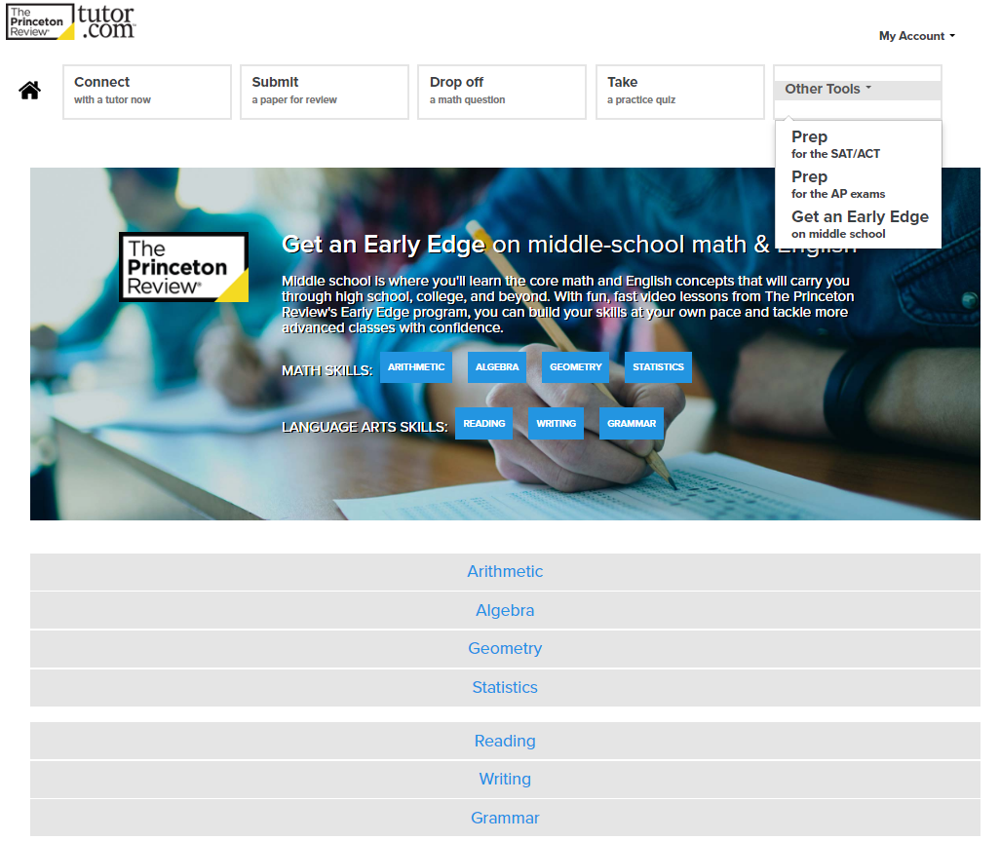 The
Princeton
Review®
tutor
.com
My Account
Connect
with a tutor now
Submit
a paper for review
Drop off
a math question
Take
a practice quiz
Other Tools
Prep
for the SAT/ACT
Prep
for the AP exams
Get an Early Edge
on middle school
The
Princeton
Review®
Get an Early Edge on middle-school math & English
Middle school is where you'll learn the core math and English concepts that will carry you
through high school, college, and beyond. With fun, fast video lessons from The Princeton
Review's Early Edge program, you can build your skills at your own pace and tackle more
advanced classes with confidence.
MATH SKILLS: ARITHMETIC ALGEBRA GEOMETRY STATISTICS
LANGUAGE ARTS SKILLS: READING WRITING GRAMMAR
Arithmetic
Algebra
Geometry
Statistics
Reading
Writing
Grammar